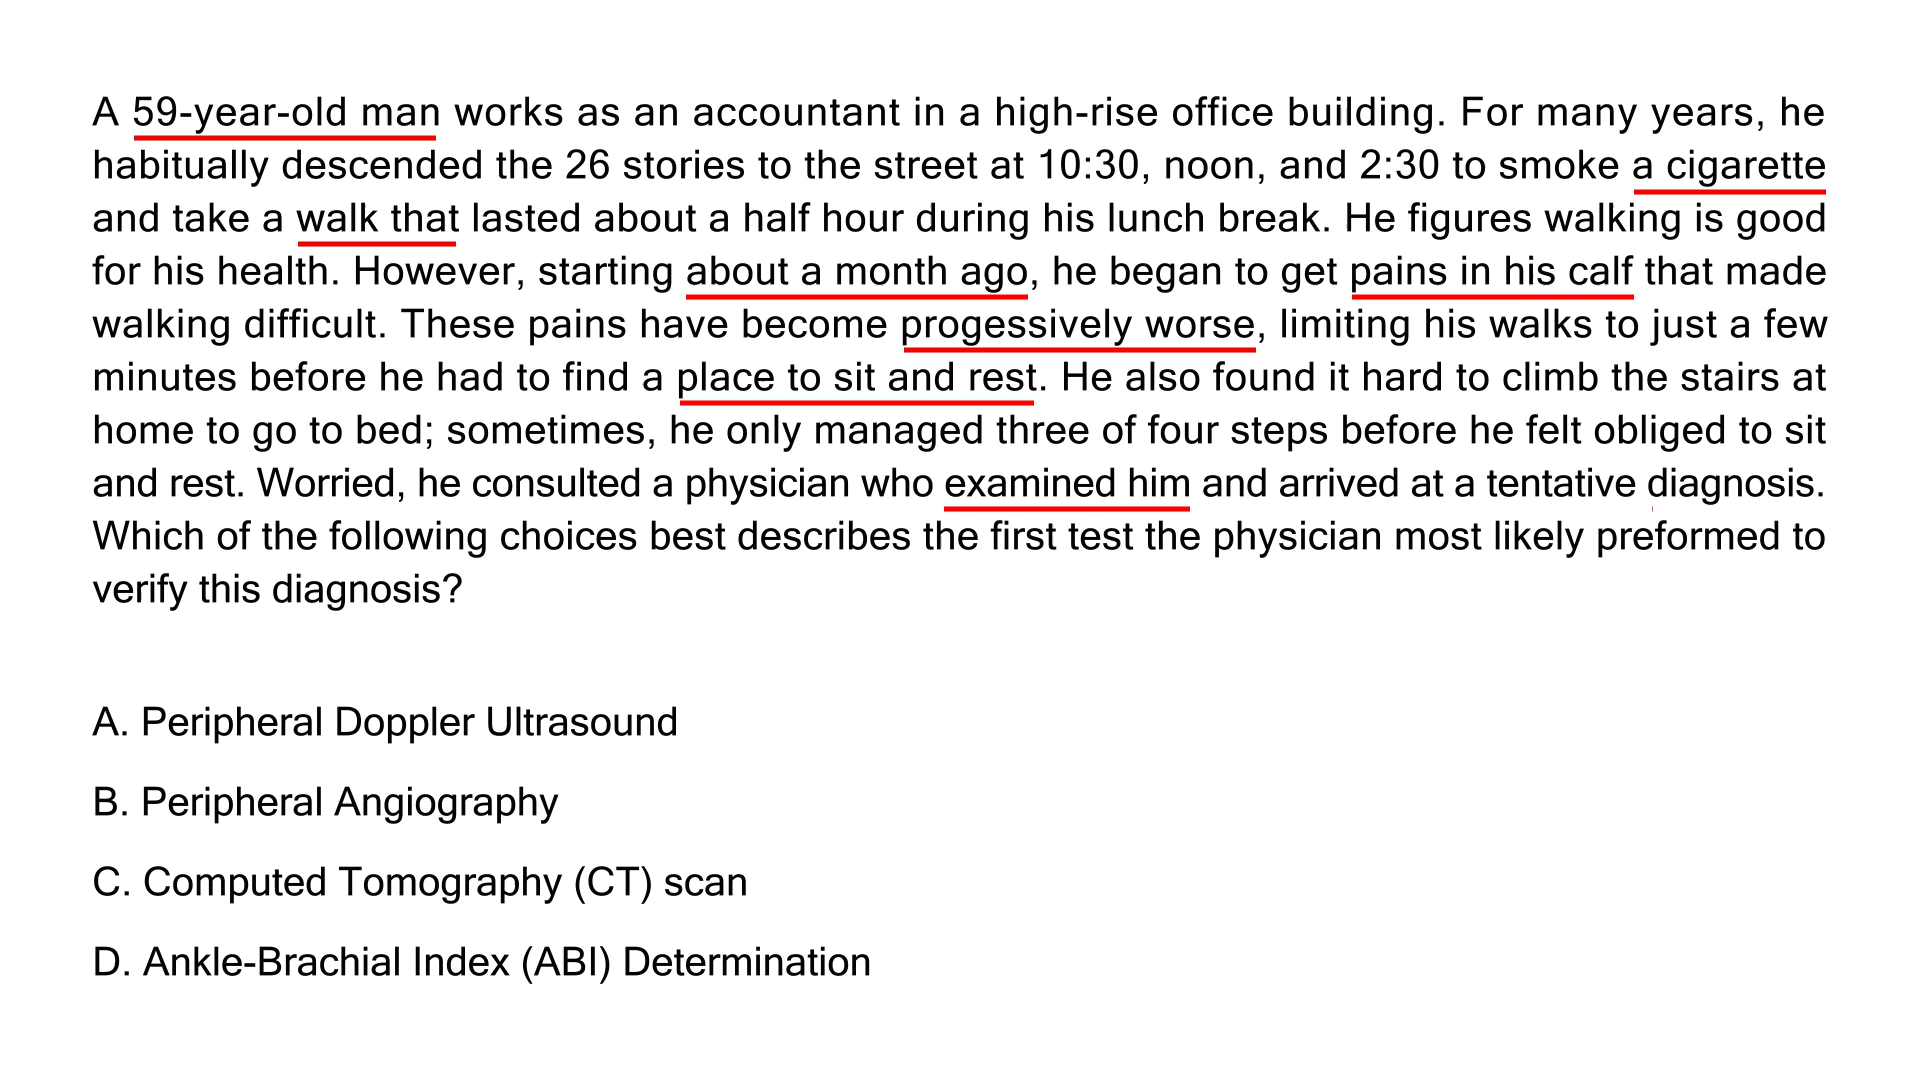 A 59-year-old man works as an accountant in a high-rise office building. For many years, he
habitually descended the 26 stories to the street at 10:30, noon, and 2:30 to smoke a cigarette
and take a walk that lasted about a half hour during his lunch break. He figures walking is good
for his health. However, starting about a month ago, he began to get pains in his calf that made
walking difficult. These pains have become progessively worse, limiting his walks to just a few
minutes before he had to find a place to sit and rest. He also found it hard to climb the stairs at
home to go to bed; sometimes, he only managed three of four steps before he felt obliged to sit
and rest. Worried, he consulted a physician who examined him and arrived at a tentative diagnosis.
Which of the following choices best describes the first test the physician most likely preformed to
verify this diagnosis?
A. Peripheral Doppler Ultrasound
B. Peripheral Angiography
C. Computed Tomography (CT) scan
D. Ankle-Brachial Index (ABI) Determination